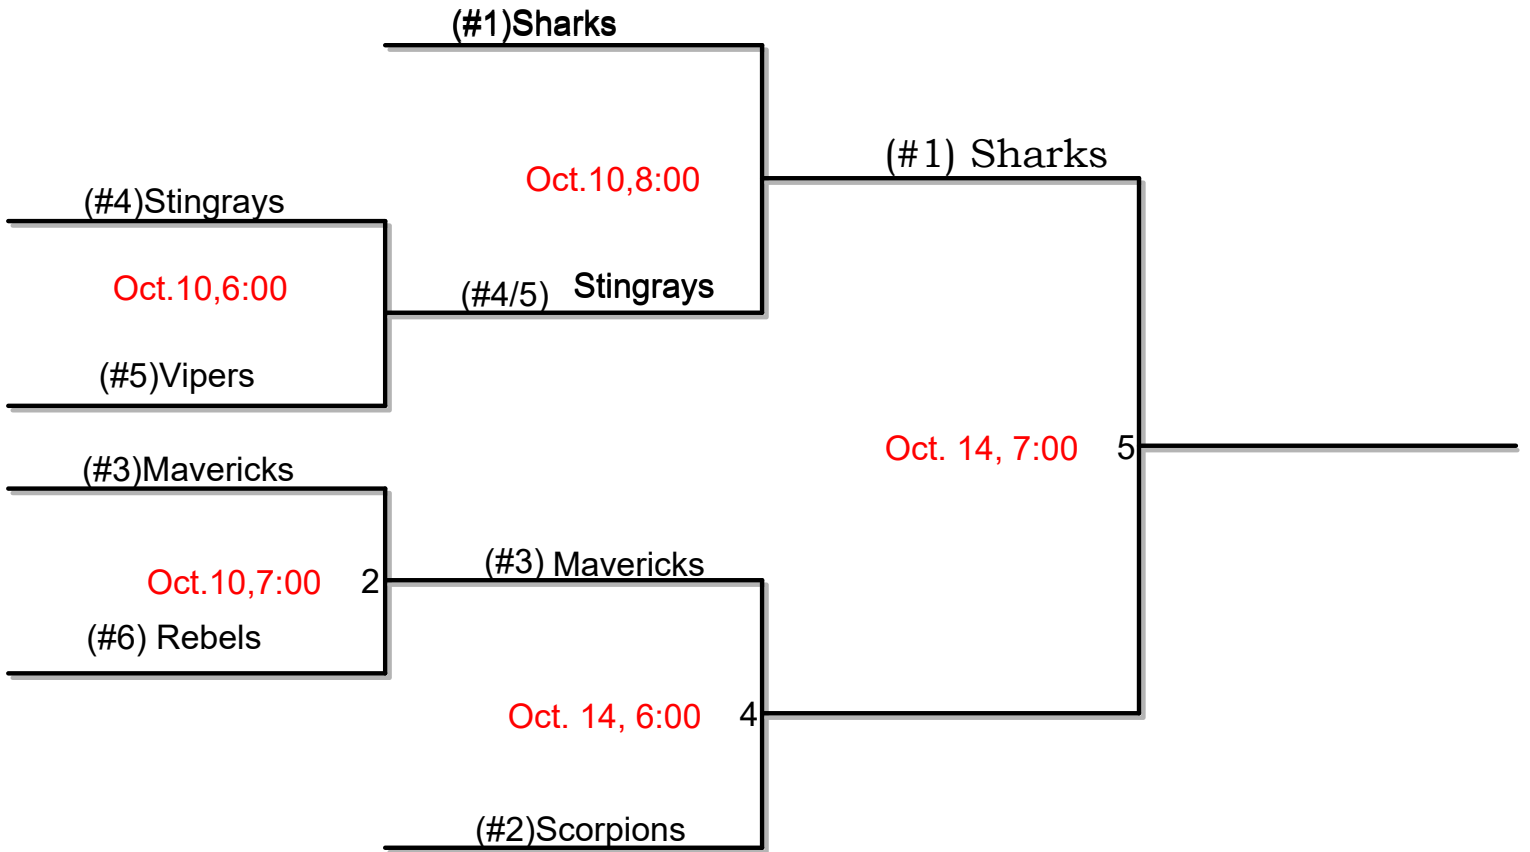 (#1)Sharks
(#1) Sharks
Oct.10,8:00
(#4)Stingrays
Oct.10,6:00
(#4/5) Stingrays
(#5)Vipers
Oct. 14, 7:00 5
(#3)Mavericks
(#3) Mavericks
Oct.10,7:00 2
(#6) Rebels
Oct. 14, 6:00 4
(#2)Scorpions